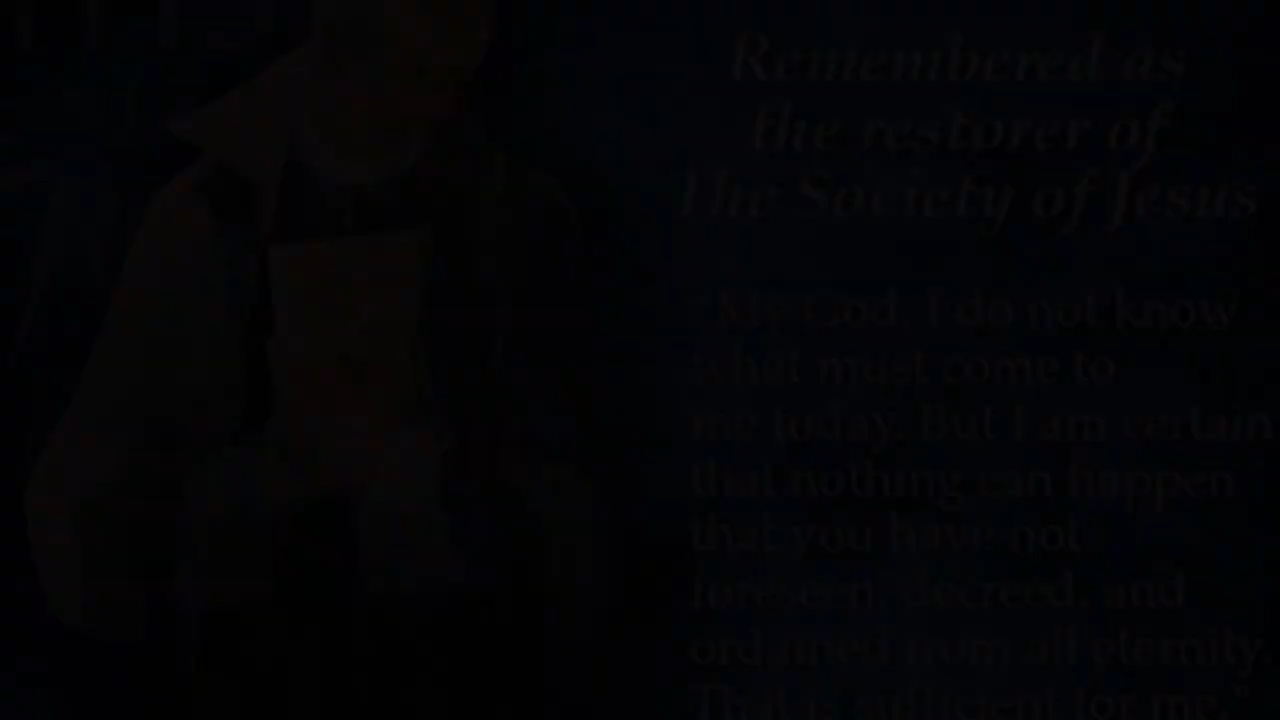 Remembered as
the restorer of
The Society of Jesus
"My God, I do not know
what must come to
me today. But I am certain
that nothing can happen
that you have not
foreseen, decreed, and
ordained from all eternity.
That is sufficient for me."